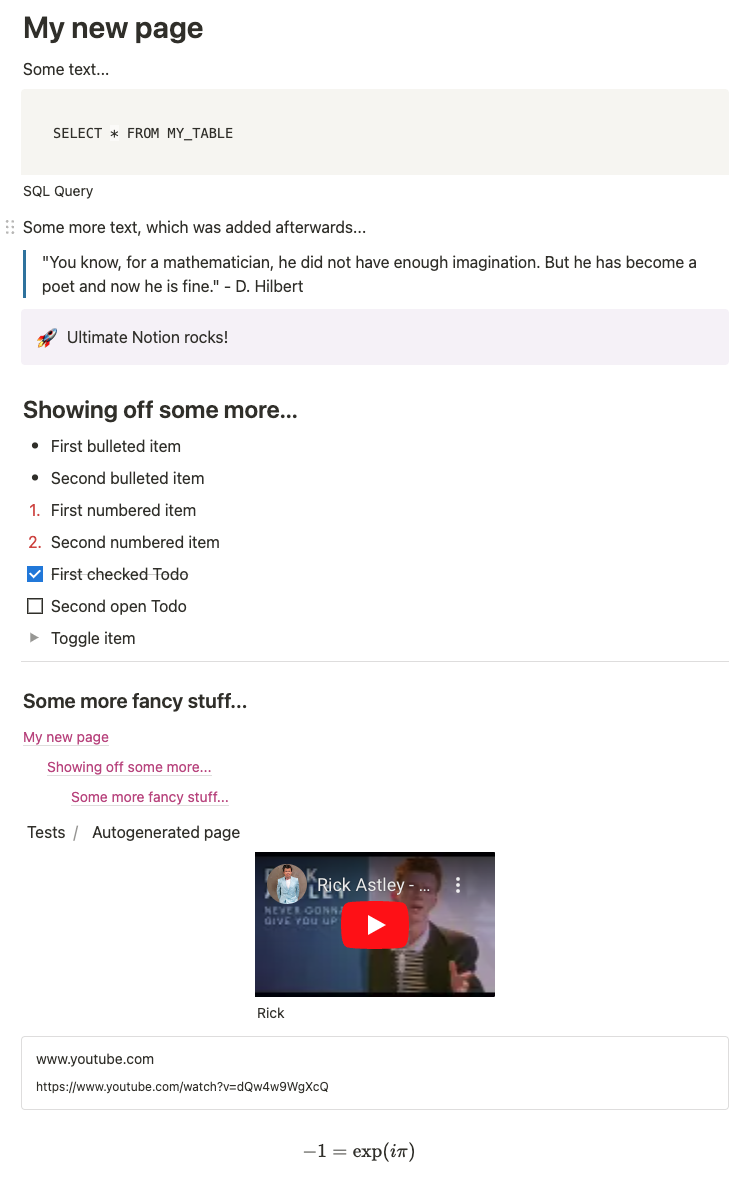 My new page
Some text...
SELECT * FROM MY_TABLE
SQL Query
Some more text, which was added afterwards...
"You know, for a mathematician, he did not have enough imagination. But he has become a
poet and now he is fine." - D. Hilbert
🚀 Ultimate Notion rocks!
Showing off some more...
• First bulleted item
• Second bulleted item
1. First numbered item
2. Second numbered item
First checked Todo
Second open Todo
Toggle item
Some more fancy stuff...
My new page
Showing off some more...
Some more fancy stuff...
Tests / Autogenerated page
Rick Astley - ...
NEVER GONNA
GIVE YOU UP
Rick
www.youtube.com
https://www.youtube.com/watch?v=dQw4w9WgXcQ
−1 = exp(iπ)